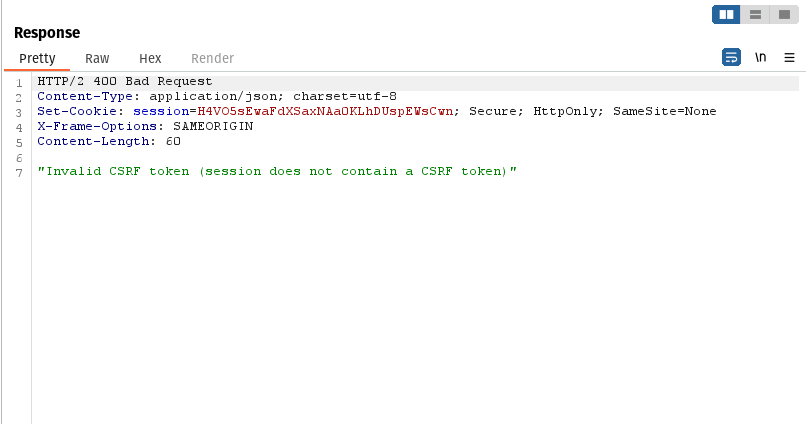 Response
Pretty Raw Hex Render \n
1 HTTP/2 400 Bad Request
2 Content-Type: application/json; charset=utf-8
3 Set-Cookie: session=H4VO5sEwaFdXSaxNAaOKLhDUspEWsCwn; Secure; HttpOnly; SameSite=None
4 X-Frame-Options: SAMEORIGIN
5 Content-Length: 60
6
7 "Invalid CSRF token (session does not contain a CSRF token)"